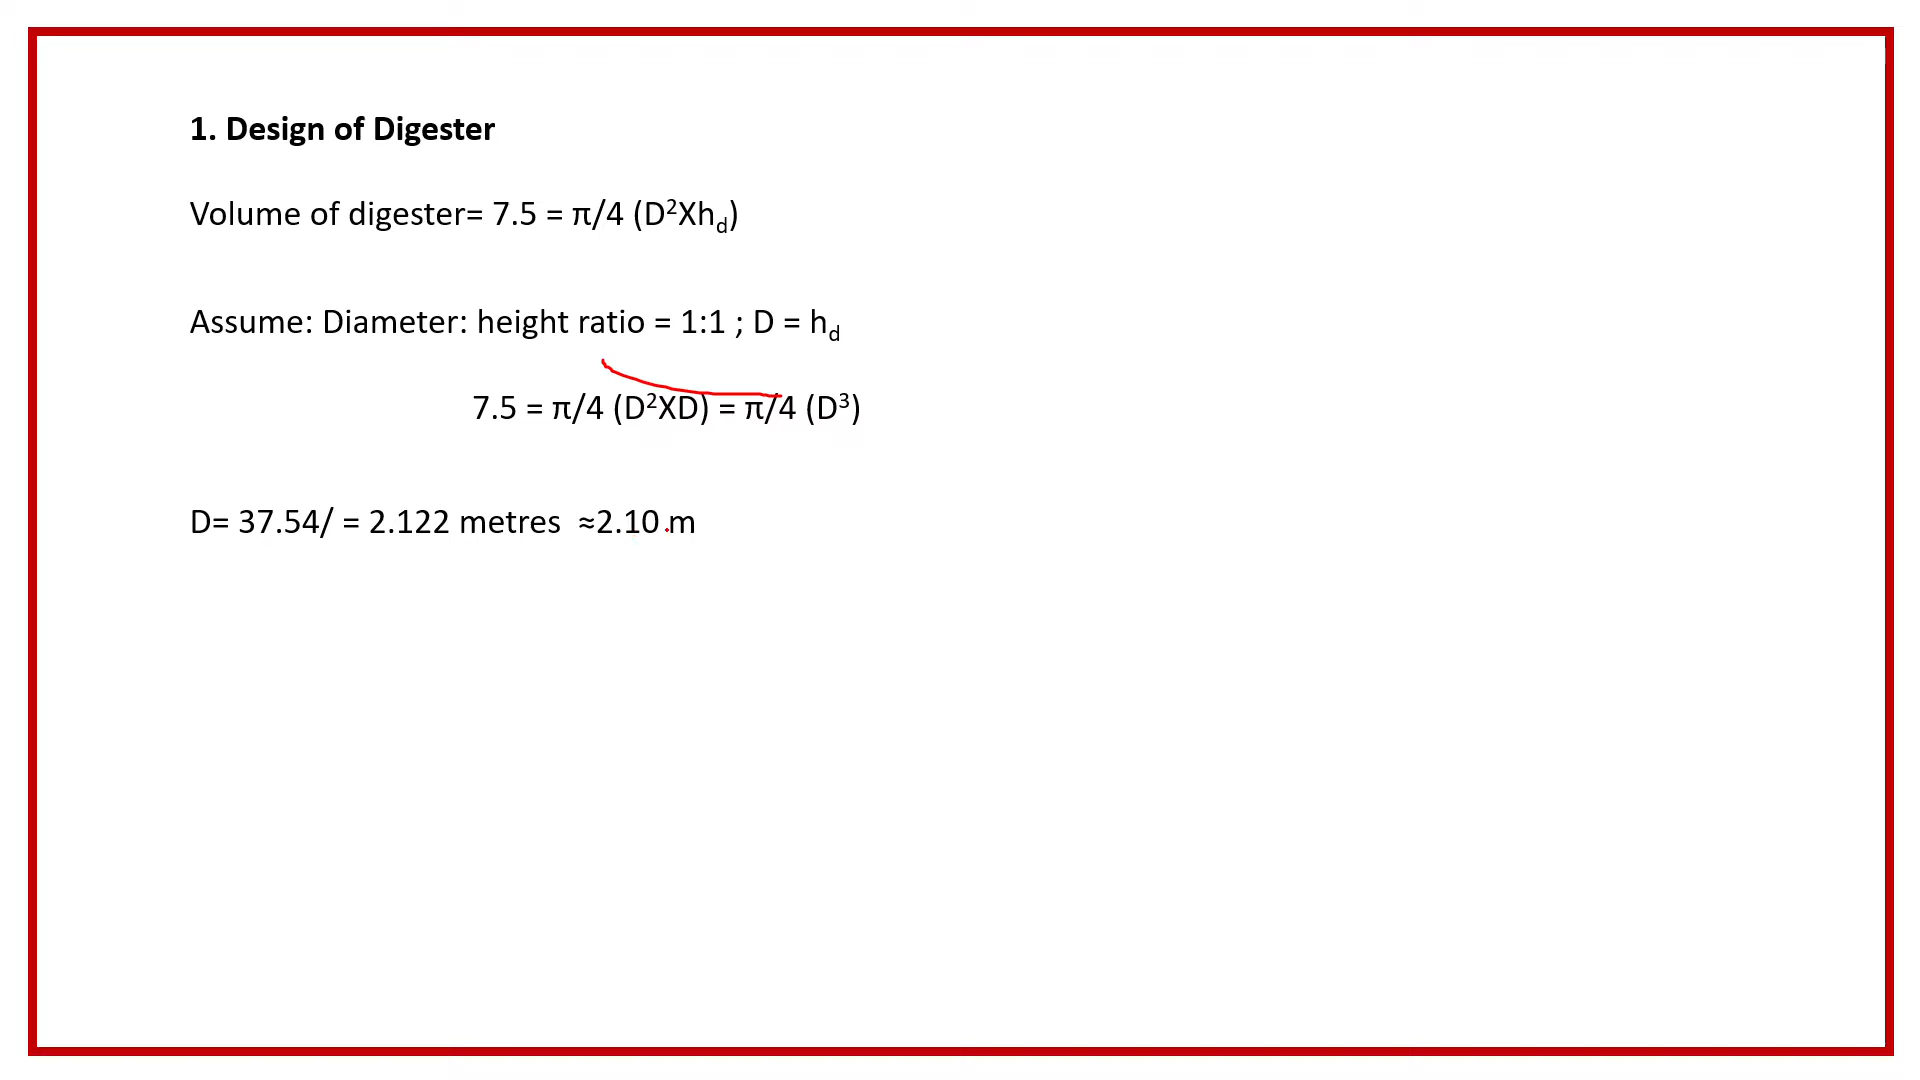 1. Design of Digester
Volume of digester= 7.5 = π/4 (D²Xh_d)
Assume: Diameter: height ratio = 1:1 ; D = h_d
7.5 = π/4 (D²XD) = π/4 (D³)
D= 37.54/ = 2.122 metres ≈2.10 m